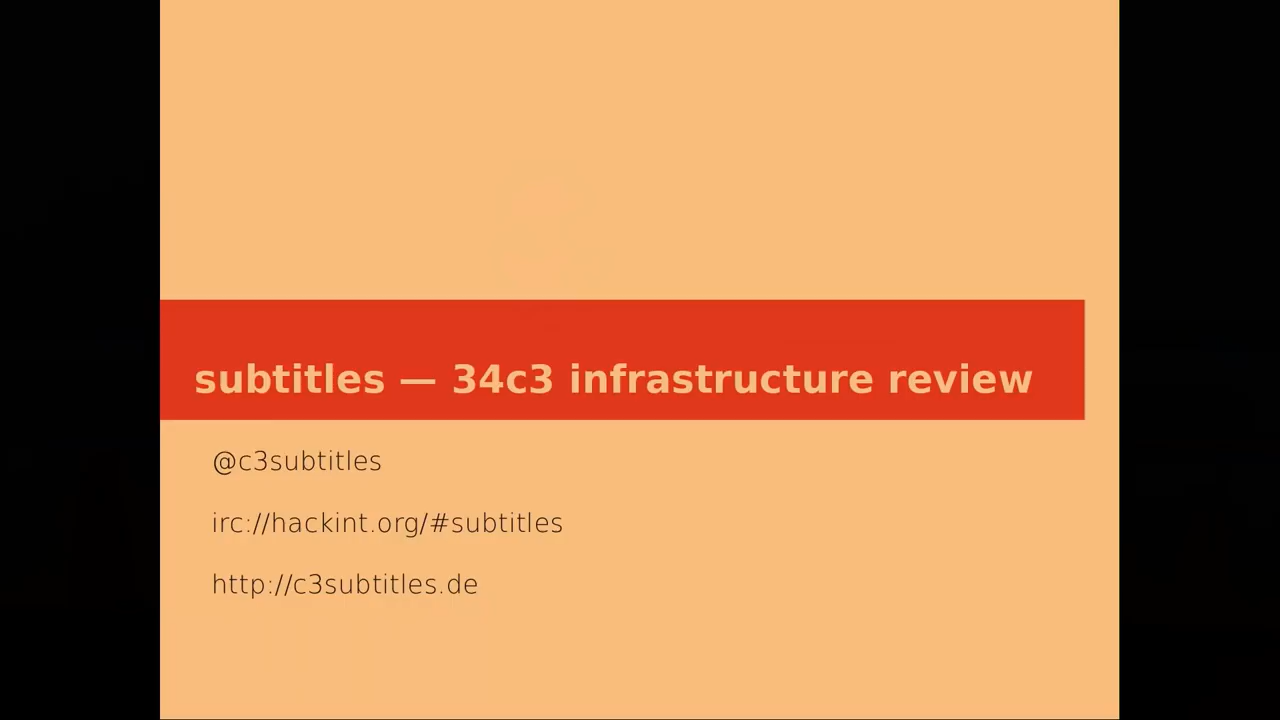 subtitles — 34c3 infrastructure review
@c3subtitles
irc://hackint.org/#subtitles
http://c3subtitles.de